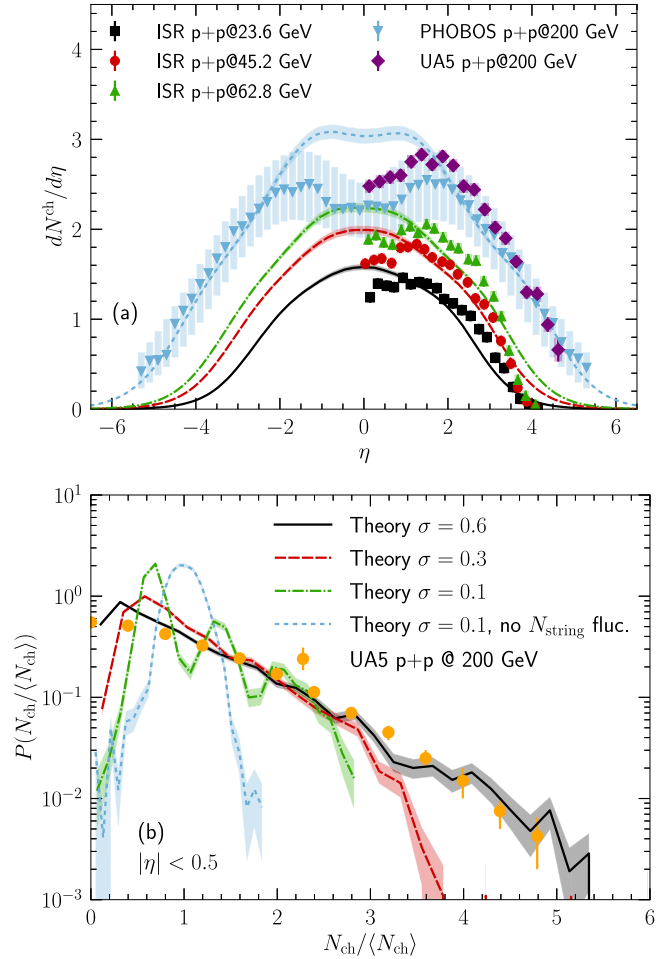 ISR p+p@23.6 GeV
ISR p+p@45.2 GeV
ISR p+p@62.8 GeV
PHOBOS p+p@200 GeV
UA5 p+p@200 GeV
4
3
2
1
0
dN^ch/dη
(a)
−6 −4 −2 0 2 4 6
η
10^1
10^0
10^−1
10^−2
10^−3
P(N_ch/⟨N_ch⟩)
Theory σ = 0.6
Theory σ = 0.3
Theory σ = 0.1
Theory σ = 0.1, no N_string fluc.
UA5 p+p @ 200 GeV
(b)
|η| < 0.5
0 1 2 3 4 5 6
N_ch/⟨N_ch⟩